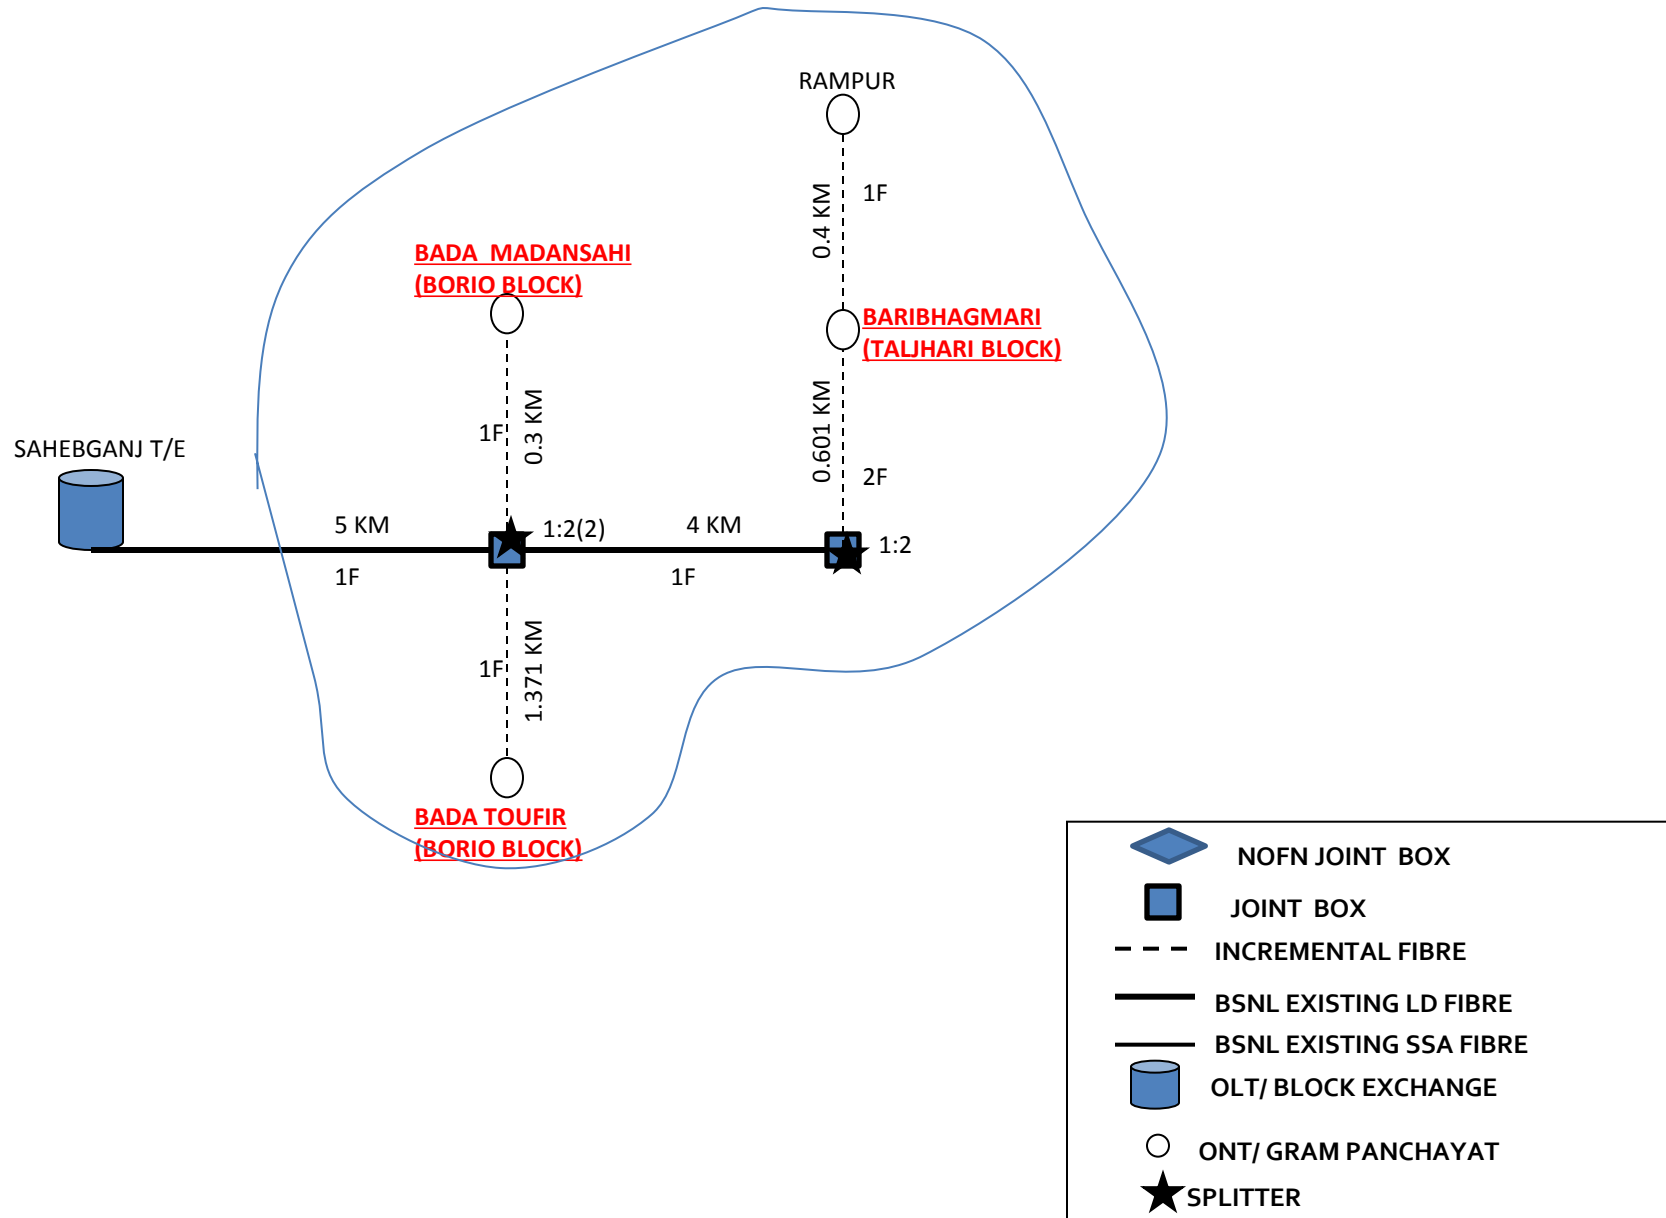 RAMPUR
1F
0.4 KM
BADA MADANSAHI
(BORIO BLOCK)
BARIBHAGMARI
(TALJHARI BLOCK)
0.601 KM
1F
0.3 KM
SAHEBGANJ T/E
2F
5 KM
1:2(2)
4 KM
1:2
1F
1F
1F
1.371 KM
BADA TOUFIR
(BORIO BLOCK)
NOFN JOINT BOX
JOINT BOX
INCREMENTAL FIBRE
BSNL EXISTING LD FIBRE
BSNL EXISTING SSA FIBRE
OLT/ BLOCK EXCHANGE
ONT/ GRAM PANCHAYAT
SPLITTER